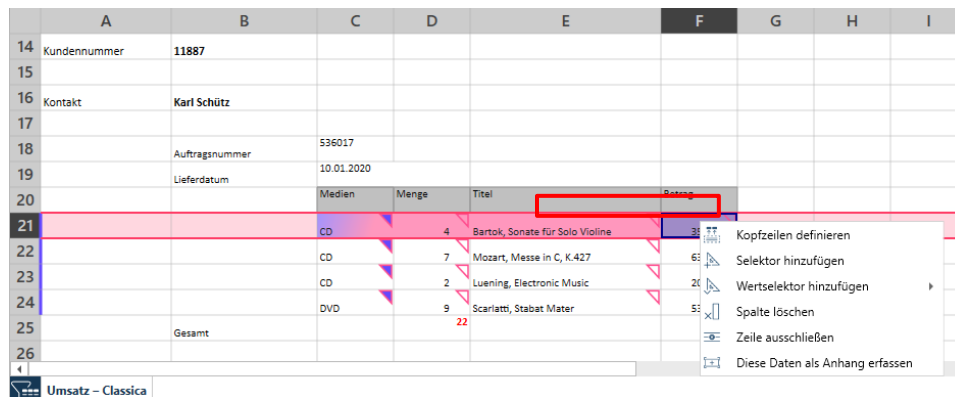 A B C D E F G H I
14 Kundennummer 11887
15
16 Kontakt Karl Schütz
17
18 Auftragsnummer 536017
19 Lieferdatum 10.01.2020
20 Medien Menge Titel Betrag
21 CD 4 Bartok, Sonate für Solo Violine
22 CD 7 Mozart, Messe in C, K.427
23 CD 2 Luening, Electronic Music
24 DVD 9 Scarlatti, Stabat Mater
25 Gesamt 22
26
Kopfzeilen definieren
Selektor hinzufügen
Wertselektor hinzufügen
Spalte löschen
Zeile ausschließen
Diese Daten als Anhang erfassen
Umsatz – Classica